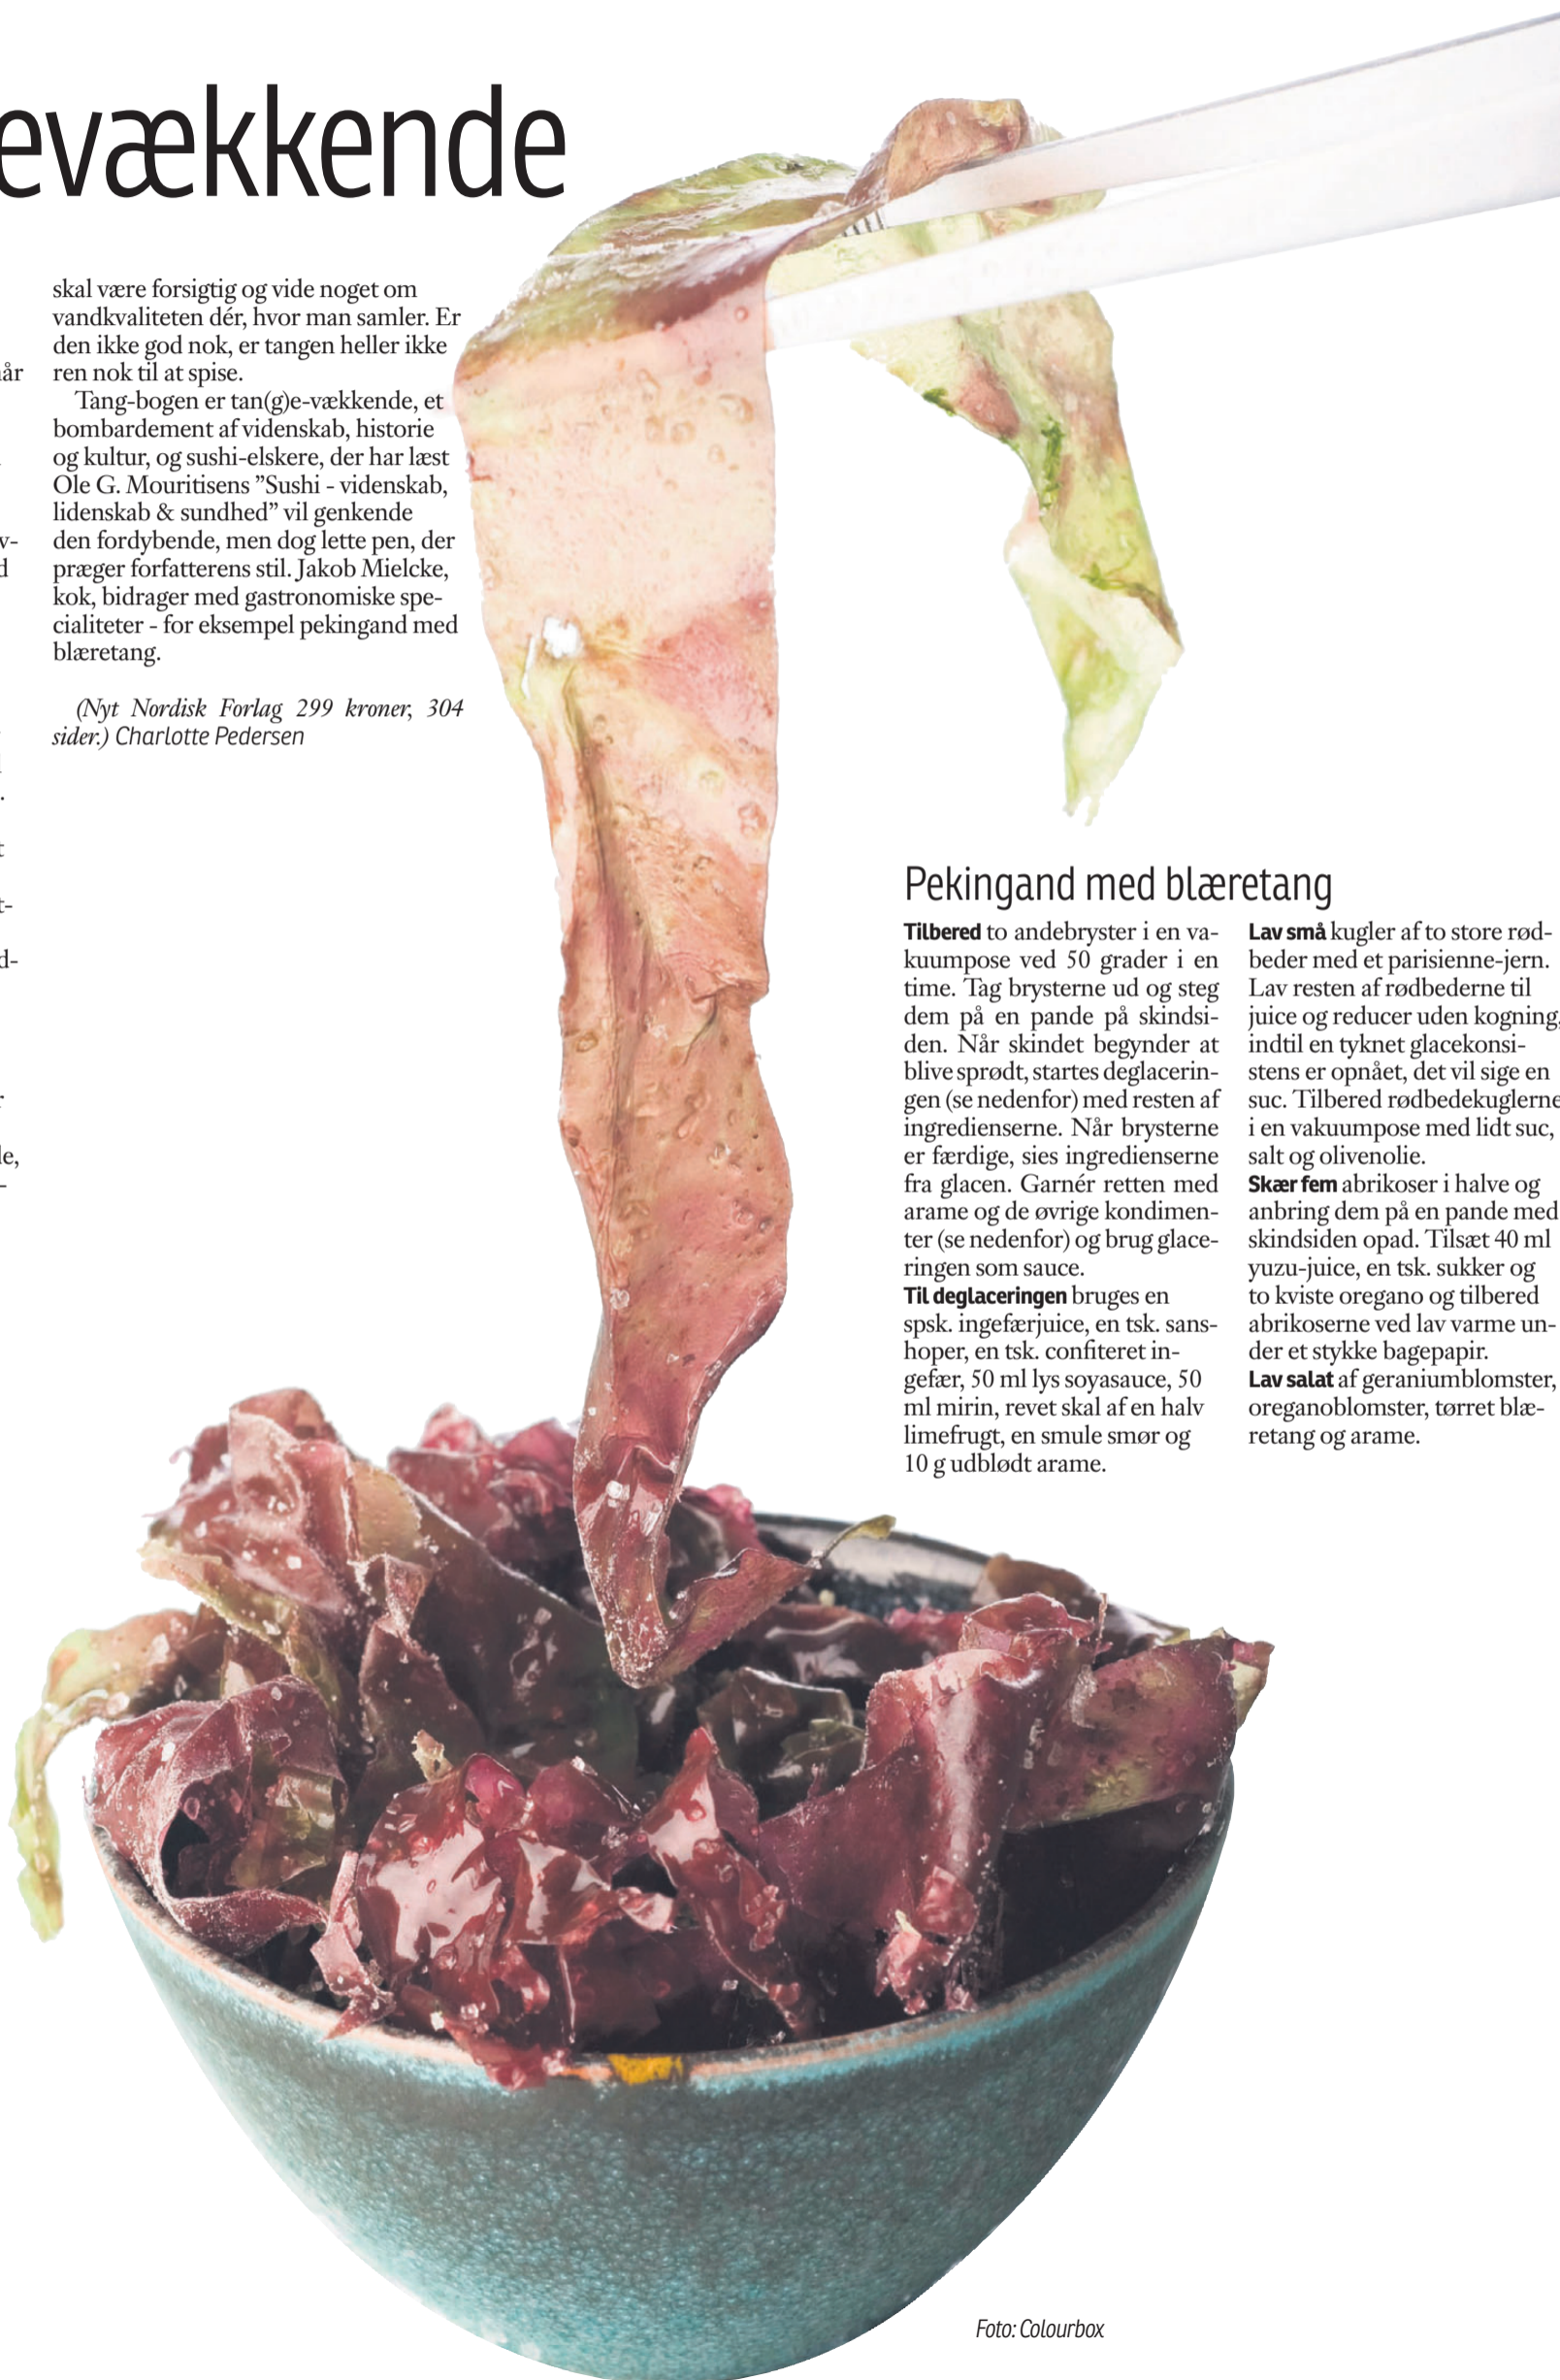 evækkende
år
v-
d
t
t-
d-
r
le,
skal være forsigtig og vide noget om
vandkvaliteten dér, hvor man samler. Er
den ikke god nok, er tangen heller ikke
ren nok til at spise.
Tang-bogen er tan(g)e-vækkende, et
bombardement af videnskab, historie
og kultur, og sushi-elskere, der har læst
Ole G. Mouritisens ”Sushi - videnskab,
lidenskab & sundhed” vil genkende
den fordybende, men dog lette pen, der
præger forfatterens stil. Jakob Mielcke,
kok, bidrager med gastronomiske spe-
cialiteter - for eksempel pekingand med
blæretang.
(Nyt Nordisk Forlag 299 kroner, 304
sider.) Charlotte Pedersen
Pekingand med blæretang
Tilbered to andebryster i en va-
kuumpose ved 50 grader i en
time. Tag brysterne ud og steg
dem på en pande på skindsi-
den. Når skindet begynder at
blive sprødt, startes deglacerin-
gen (se nedenfor) med resten af
ingredienserne. Når brysterne
er færdige, sies ingredienserne
fra glacen. Garnér retten med
arame og de øvrige kondimen-
ter (se nedenfor) og brug glace-
ringen som sauce.
Til deglaceringen bruges en
spsk. ingefærjuice, en tsk. sans-
hoper, en tsk. confiteret in-
gefær, 50 ml lys soyasauce, 50
ml mirin, revet skal af en halv
limefrugt, en smule smør og
10 g udblødt arame.
Lav små kugler af to store rød-
beder med et parisienne-jern.
Lav resten af rødbederne til
juice og reducer uden kogning,
indtil en tyknet glacekonsi-
stens er opnået, det vil sige en
suc. Tilbered rødbedekuglerne
i en vakuumpose med lidt suc,
salt og olivenolie.
Skær fem abrikoser i halve og
anbring dem på en pande med
skindsiden opad. Tilsæt 40 ml
yuzu-juice, en tsk. sukker og
to kviste oregano og tilbered
abrikoserne ved lav varme un-
der et stykke bagepapir.
Lav salat af geraniumblomster,
oreganoblomster, tørret blæ-
retang og arame.
Foto: Colourbox